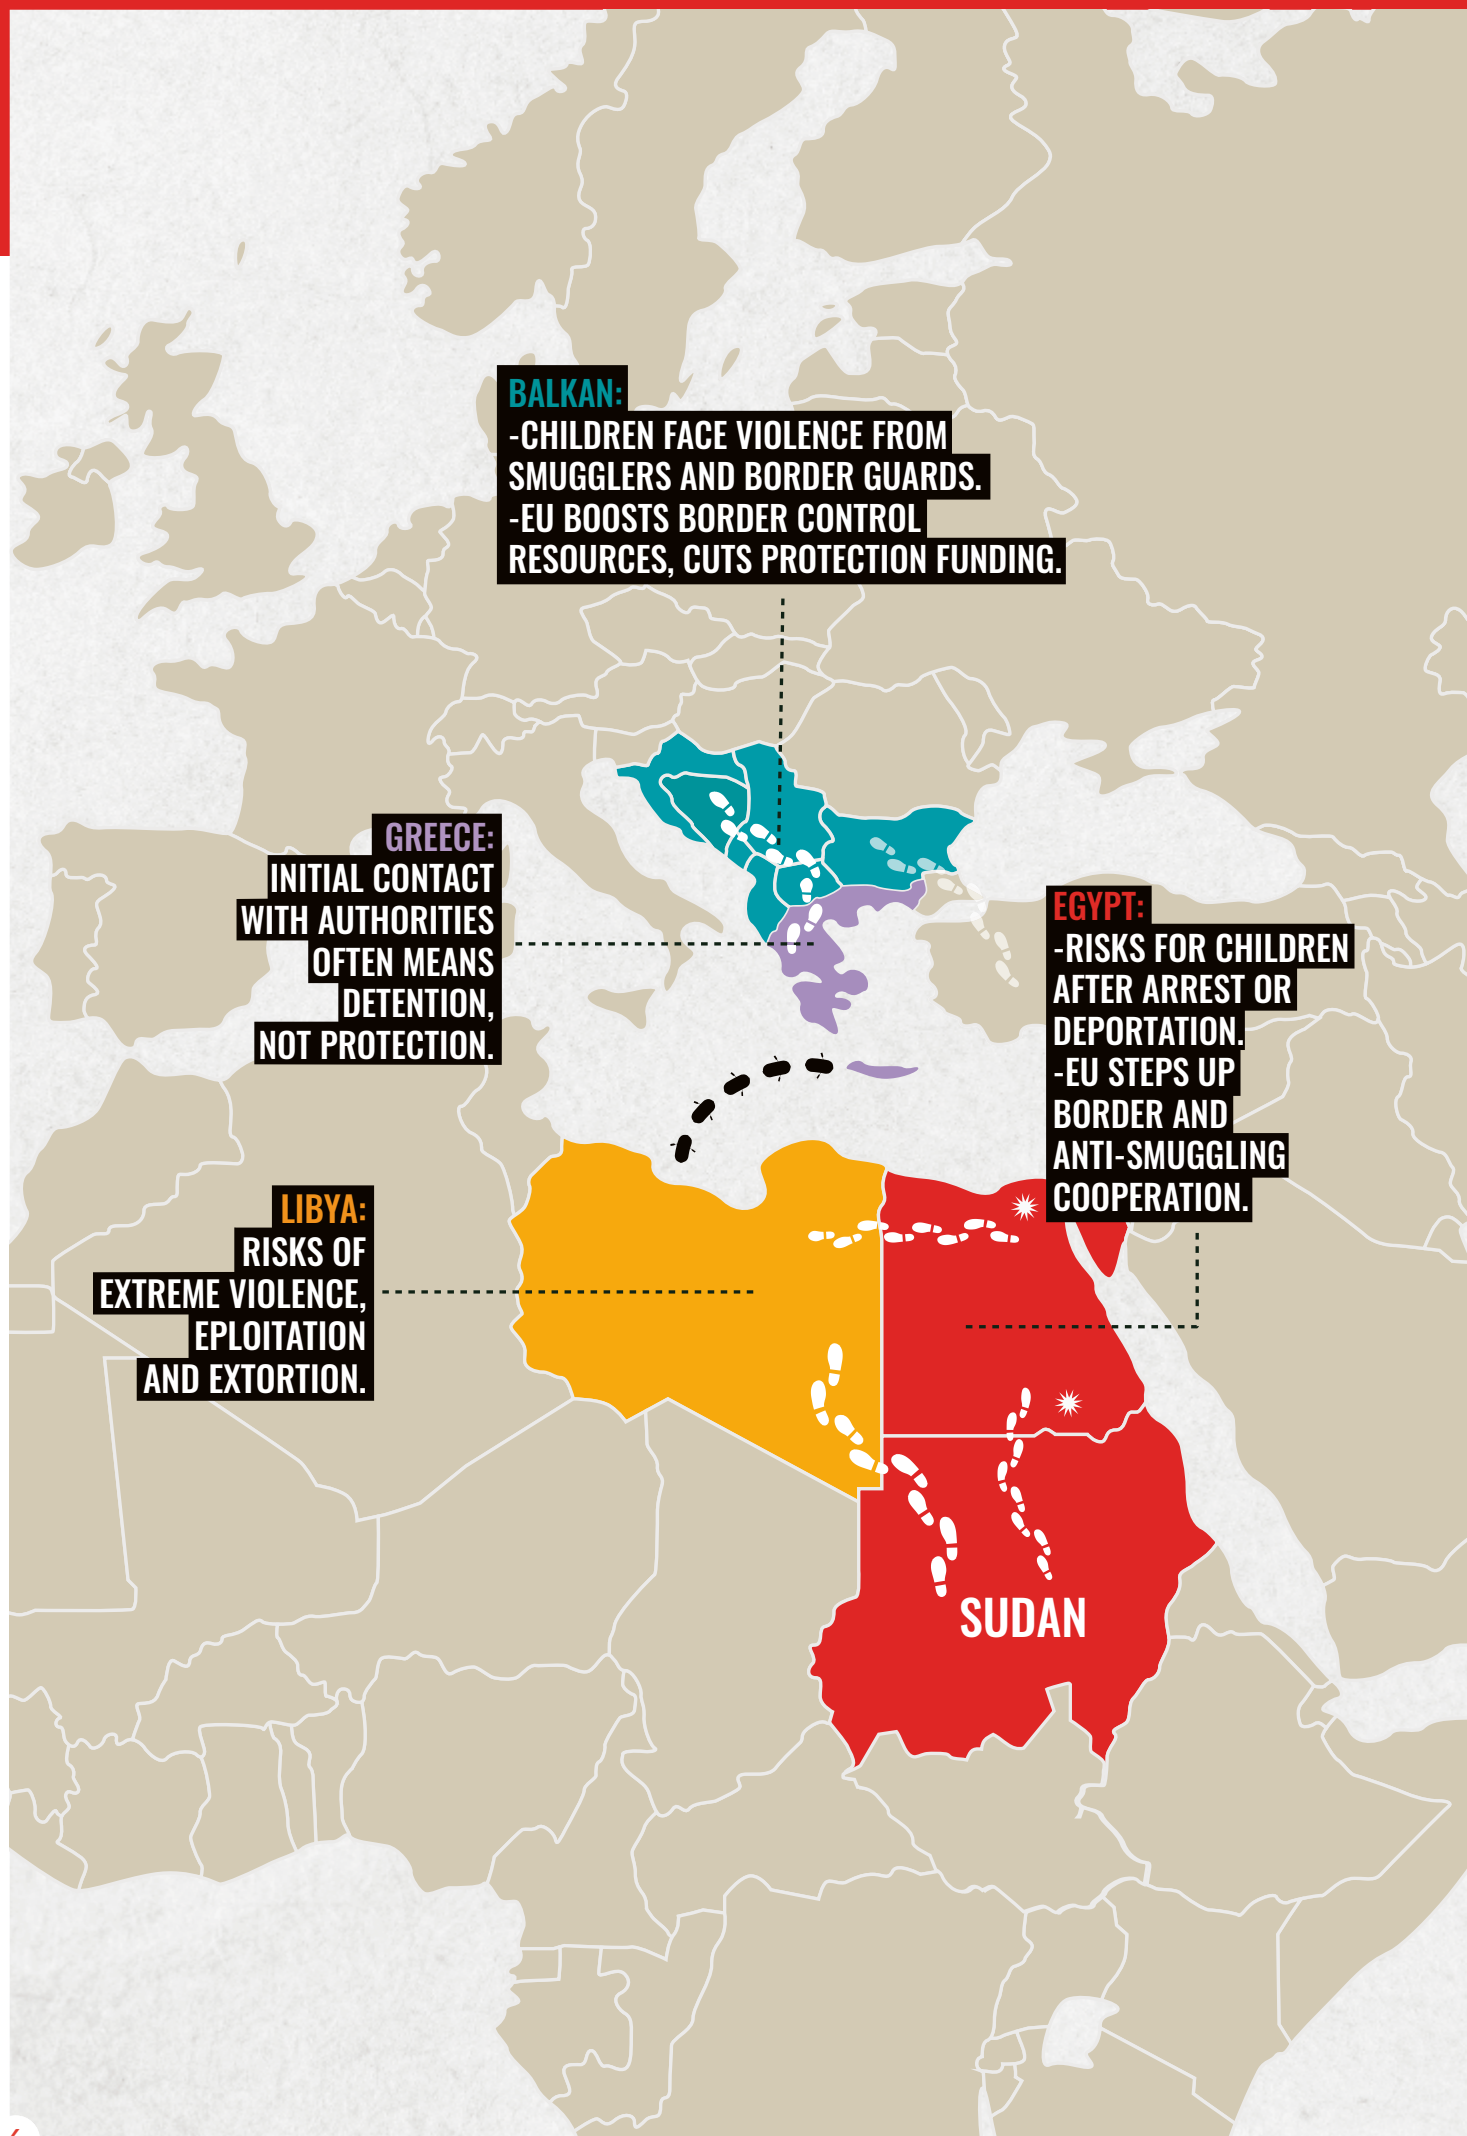 BALKAN:
-CHILDREN FACE VIOLENCE FROM
SMUGGLERS AND BORDER GUARDS.
-EU BOOSTS BORDER CONTROL
RESOURCES, CUTS PROTECTION FUNDING.
GREECE:
INITIAL CONTACT
WITH AUTHORITIES
OFTEN MEANS
DETENTION,
NOT PROTECTION.
EGYPT:
-RISKS FOR CHILDREN
AFTER ARREST OR
DEPORTATION.
-EU STEPS UP
BORDER AND
ANTI-SMUGGLING
COOPERATION.
LIBYA:
RISKS OF
EXTREME VIOLENCE,
EPLOITATION
AND EXTORTION.
SUDAN